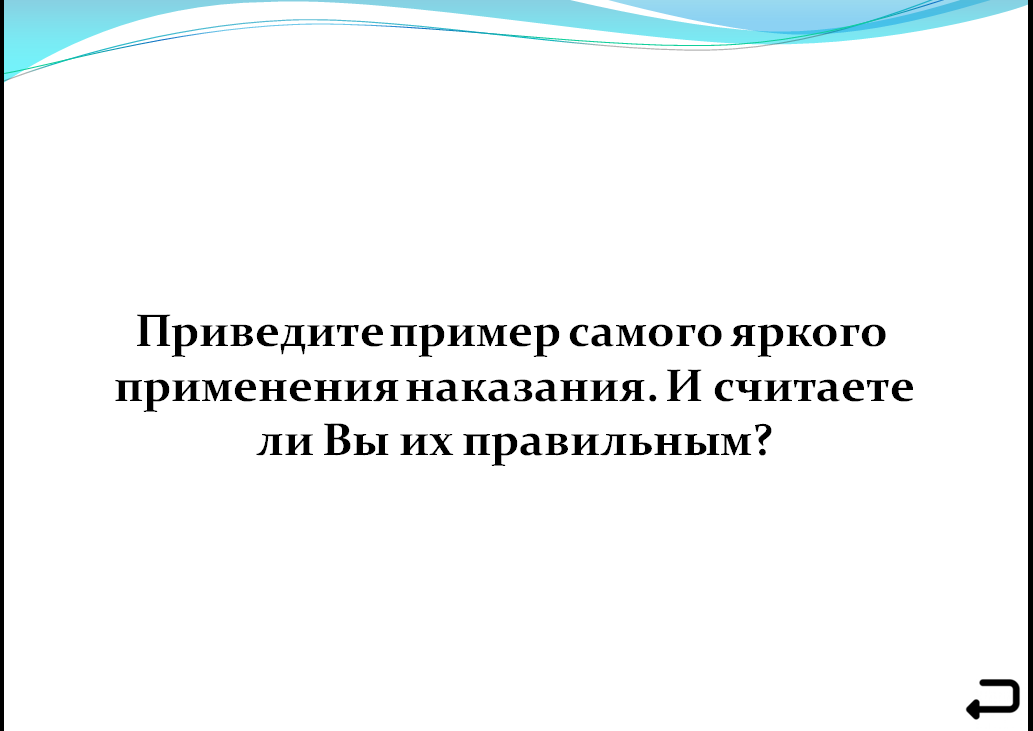 Приведите пример самого яркого
применения наказания. И считаете
ли Вы их правильным?